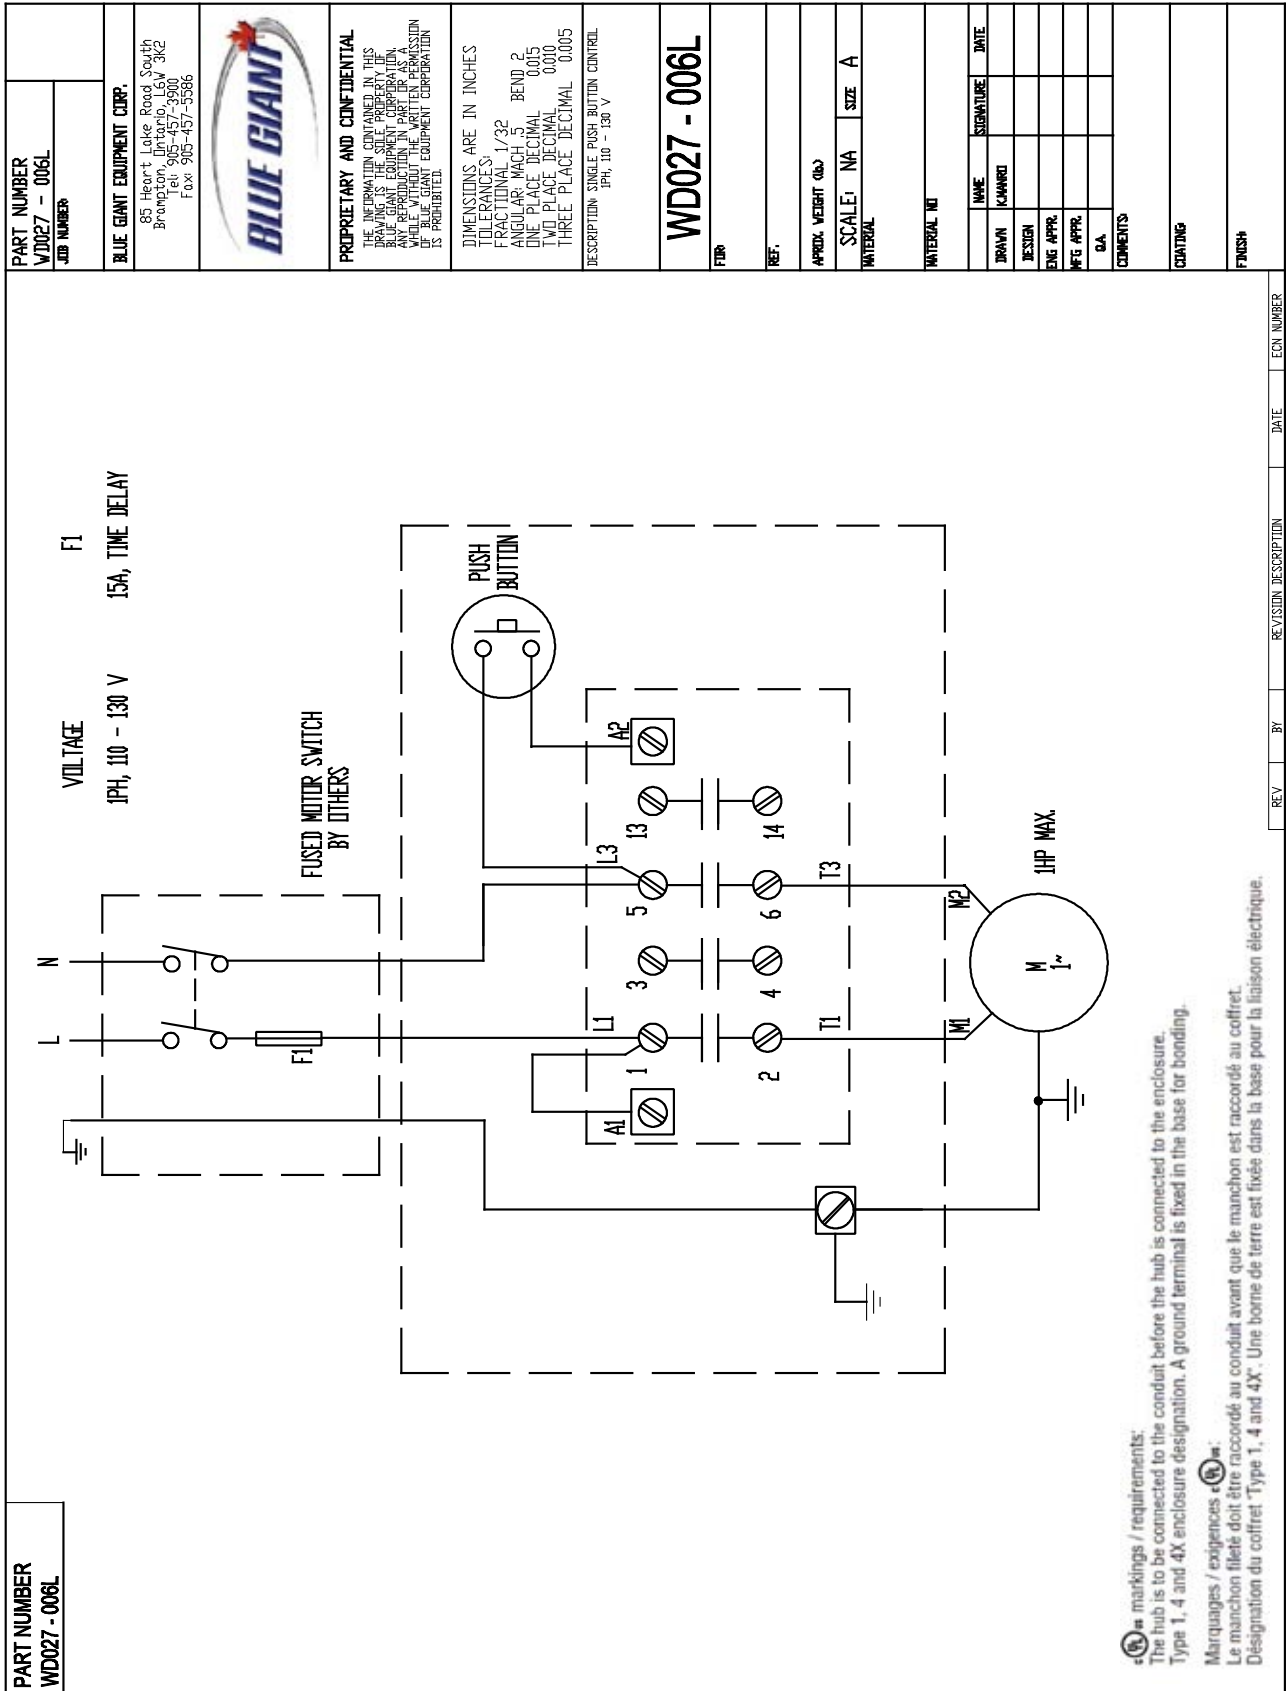 PART NUMBER
WD027 - 006L
VOLTAGE
F1
1PH, 110 - 130 V
15A, TIME DELAY
L
N
FUSED MOTOR SWITCH
BY OTHERS
F1
PUSH
BUTTON
A1
L1
L3
A2
1
3
5
13
2
4
6
14
T1
T3
M1
M2
M
1~
1HP MAX.
c UL us markings / requirements:
The hub is to be connected to the conduit before the hub is connected to the enclosure.
Type 1, 4 and 4X enclosure designation. A ground terminal is fixed in the base for bonding.
Marquages / exigences c UL us:
Le manchon fileté doit être raccordé au conduit avant que le manchon est raccordé au coffret.
Désignation du coffret "Type 1, 4 and 4X". Une borne de terre est fixée dans la base pour la liaison électrique.
REV BY REVISION DESCRIPTION DATE ECN NUMBER
PART NUMBER
WD027 - 006L
JOB NUMBER:
BLUE GIANT EQUIPMENT CORP.
85 Heart Lake Road South
Brampton, Ontario, L6W 3K2
Tel: 905-457-3900
Fax: 905-457-5586
BLUE GIANT
PROPRIETARY AND CONFIDENTIAL
THE INFORMATION CONTAINED IN THIS
DRAWING IS THE SOLE PROPERTY OF
BLUE GIANT EQUIPMENT CORPORATION.
ANY REPRODUCTION IN PART OR AS A
WHOLE WITHOUT THE WRITTEN PERMISSION
OF BLUE GIANT EQUIPMENT CORPORATION
IS PROHIBITED.
DIMENSIONS ARE IN INCHES
TOLERANCES:
FRACTIONAL 1/32
ANGULAR: MACH .5 BEND 2
ONE PLACE DECIMAL 0.015
TWO PLACE DECIMAL 0.010
THREE PLACE DECIMAL 0.005
DESCRIPTION: SINGLE PUSH BUTTON CONTROL
1PH, 110 - 130 V
WD027 - 006L
FOR:
REF.:
APROX. WEIGHT (lb.)
SCALE: NA SIZE A
MATERIAL
MATERIAL NO
NAME SIGNATURE DATE
DRAWN K.MANRO
DESIGN
ENG APPR.
MFG APPR.
Q.A.
COMMENTS:
COATING:
FINISH: